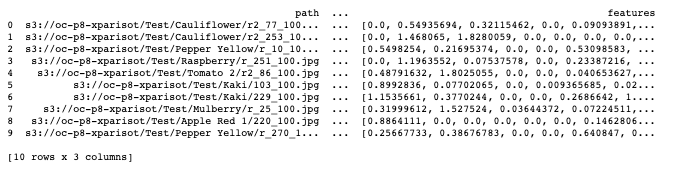 path ... features
0 s3://oc-p8-xparisot/Test/Cauliflower/r2_77_100... ... [0.0, 0.54935694, 0.32115462, 0.0, 0.09093891,...
1 s3://oc-p8-xparisot/Test/Cauliflower/r2_253_10... ... [0.0, 1.468065, 1.8280059, 0.0, 0.0, 0.0, 0.0,...
2 s3://oc-p8-xparisot/Test/Pepper Yellow/r_10_10... ... [0.5498254, 0.21695374, 0.0, 0.0, 0.53098583, ...
3 s3://oc-p8-xparisot/Test/Raspberry/r_251_100.jpg ... [0.0, 1.1963552, 0.07537578, 0.0, 0.23387216, ...
4 s3://oc-p8-xparisot/Test/Tomato 2/r2_86_100.jpg ... [0.48791632, 1.8025055, 0.0, 0.0, 0.040653627,...
5 s3://oc-p8-xparisot/Test/Kaki/103_100.jpg ... [0.8992836, 0.07702065, 0.0, 0.009365685, 0.02...
6 s3://oc-p8-xparisot/Test/Kaki/229_100.jpg ... [1.1535661, 0.3770244, 0.0, 0.0, 0.2686642, 1....
7 s3://oc-p8-xparisot/Test/Mulberry/r_25_100.jpg ... [0.31999612, 1.527524, 0.03644372, 0.07224511,...
8 s3://oc-p8-xparisot/Test/Apple Red 1/220_100.jpg ... [0.8864111, 0.0, 0.0, 0.0, 0.0, 0.0, 0.1462806...
9 s3://oc-p8-xparisot/Test/Pepper Yellow/r_270_1... ... [0.25667733, 0.38676783, 0.0, 0.0, 0.640847, 0...
[10 rows x 3 columns]